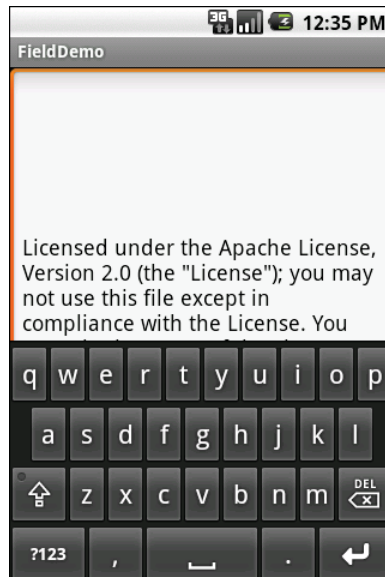 3G 12:35 PM
FieldDemo
Licensed under the Apache License,
Version 2.0 (the "License"); you may
not use this file except in
compliance with the License. You
q w e r t y u i o p
a s d f g h j k l
z x c v b n m DEL
?123 , .